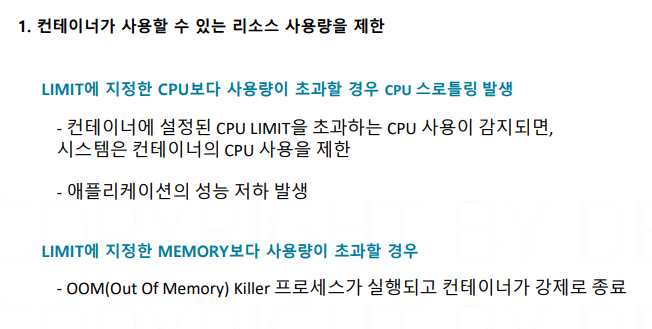 1. 컨테이너가 사용할 수 있는 리소스 사용량을 제한
LIMIT에 지정한 CPU보다 사용량이 초과할 경우 CPU 스로틀링 발생
- 컨테이너에 설정된 CPU LIMIT을 초과하는 CPU 사용이 감지되면,
시스템은 컨테이너의 CPU 사용을 제한
- 애플리케이션의 성능 저하 발생
LIMIT에 지정한 MEMORY보다 사용량이 초과할 경우
- OOM(Out Of Memory) Killer 프로세스가 실행되고 컨테이너가 강제로 종료